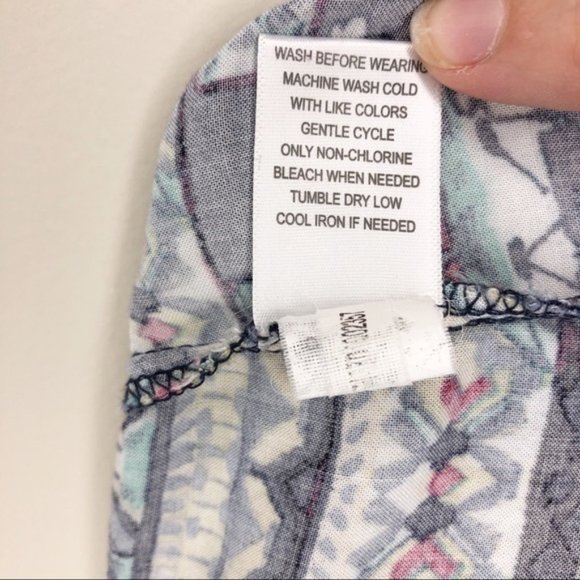 WASH BEFORE WEARING
MACHINE WASH COLD
WITH LIKE COLORS
GENTLE CYCLE
ONLY NON-CHLORINE
BLEACH WHEN NEEDED
TUMBLE DRY LOW
COOL IRON IF NEEDED